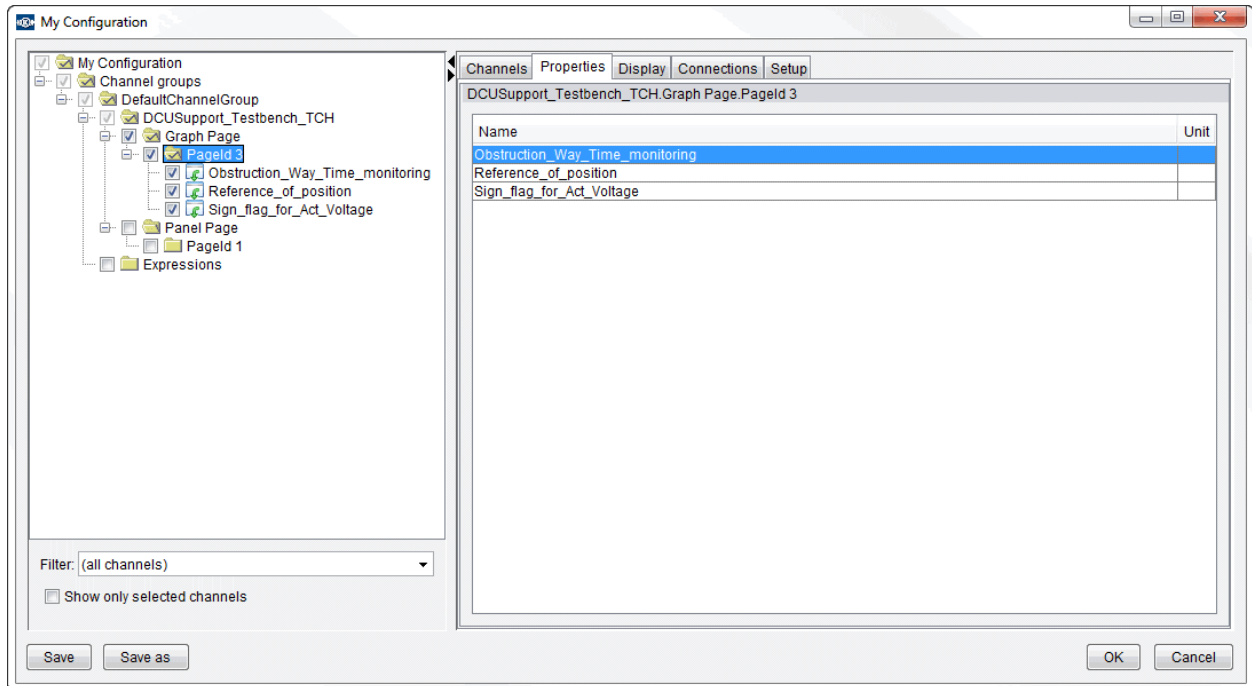 My Configuration
My Configuration
Channel groups
DefaultChannelGroup
DCUSupport_Testbench_TCH
Graph Page
PageId 3
Obstruction_Way_Time_monitoring
Reference_of_position
Sign_flag_for_Act_Voltage
Panel Page
PageId 1
Expressions
Filter: (all channels)
Show only selected channels
Channels Properties Display Connections Setup
DCUSupport_Testbench_TCH.Graph Page.PageId 3
Name Unit
Obstruction_Way_Time_monitoring
Reference_of_position
Sign_flag_for_Act_Voltage
Save Save as OK Cancel